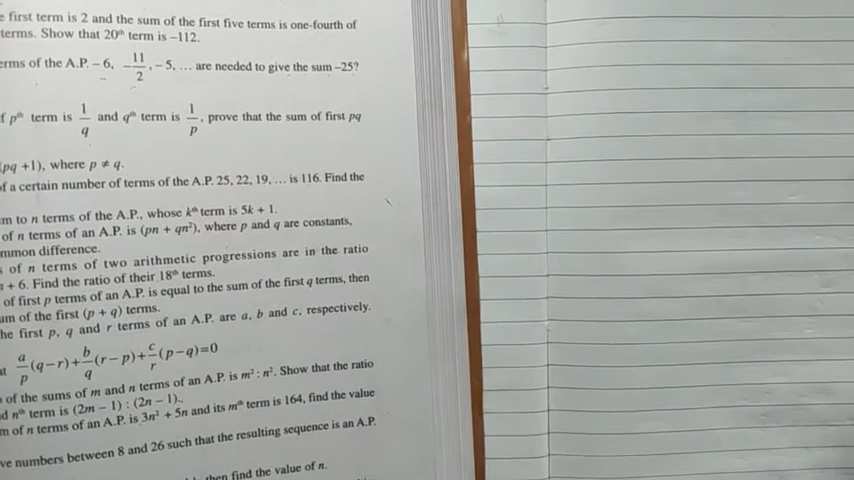 first term is 2 and the sum of the first five terms is one-fourth of
terms. Show that 20th term is –112.
of the A.P. – 6, –11/2, – 5, … are needed to give the sum –25?
pth term is 1/q and qth term is 1/p, prove that the sum of first pq
(pq +1), where p ≠ q.
of a certain number of terms of the A.P. 25, 22, 19, … is 116. Find the
to n terms of the A.P., whose kth term is 5k + 1.
of n terms of an A.P. is (pn + qn²), where p and q are constants,
difference.
of n terms of two arithmetic progressions are in the ratio
+ 6. Find the ratio of their 18th terms.
of first p terms of an A.P. is equal to the sum of the first q terms, then
of the first (p + q) terms.
first p, q and r terms of an A.P. are a, b and c, respectively.
a/p (q – r) + b/q (r – p) + c/r (p – q) = 0
of the sums of m and n terms of an A.P. is m² : n². Show that the ratio
nth term is (2m – 1) : (2n – 1).
of n terms of an A.P. is 3n² + 5n and its mth term is 164, find the value
numbers between 8 and 26 such that the resulting sequence is an A.P.
then find the value of n.